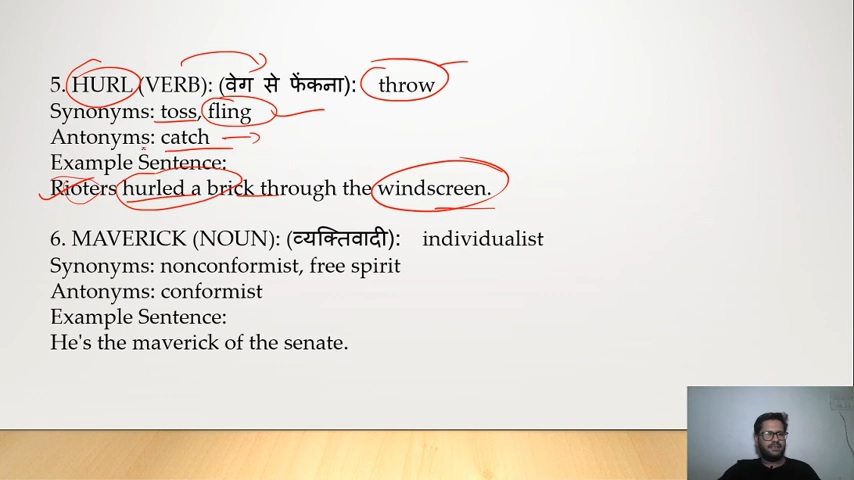 5. HURL (VERB): (वेग से फेंकना): throw
Synonyms: toss, fling
Antonyms: catch
Example Sentence:
Rioters hurled a brick through the windscreen.
6. MAVERICK (NOUN): (व्यक्तिवादी): individualist
Synonyms: nonconformist, free spirit
Antonyms: conformist
Example Sentence:
He's the maverick of the senate.